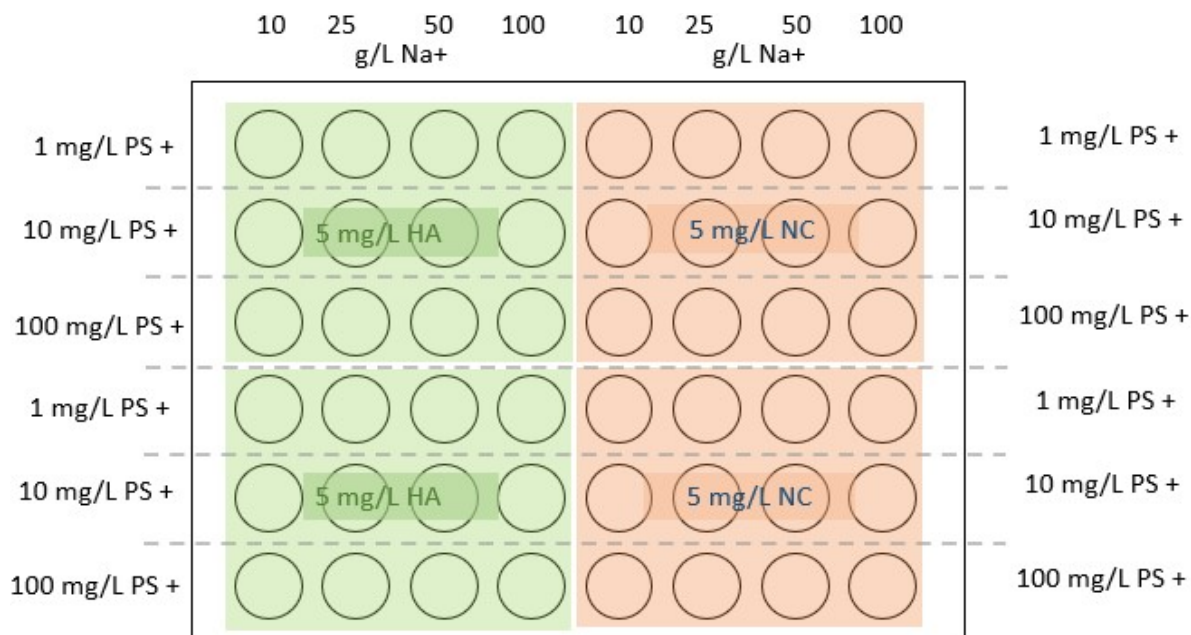 10 25 50 100 10 25 50 100
g/L Na+ g/L Na+
1 mg/L PS + 1 mg/L PS +
10 mg/L PS + 5 mg/L HA 5 mg/L NC 10 mg/L PS +
100 mg/L PS + 100 mg/L PS +
1 mg/L PS + 1 mg/L PS +
10 mg/L PS + 5 mg/L HA 5 mg/L NC 10 mg/L PS +
100 mg/L PS + 100 mg/L PS +